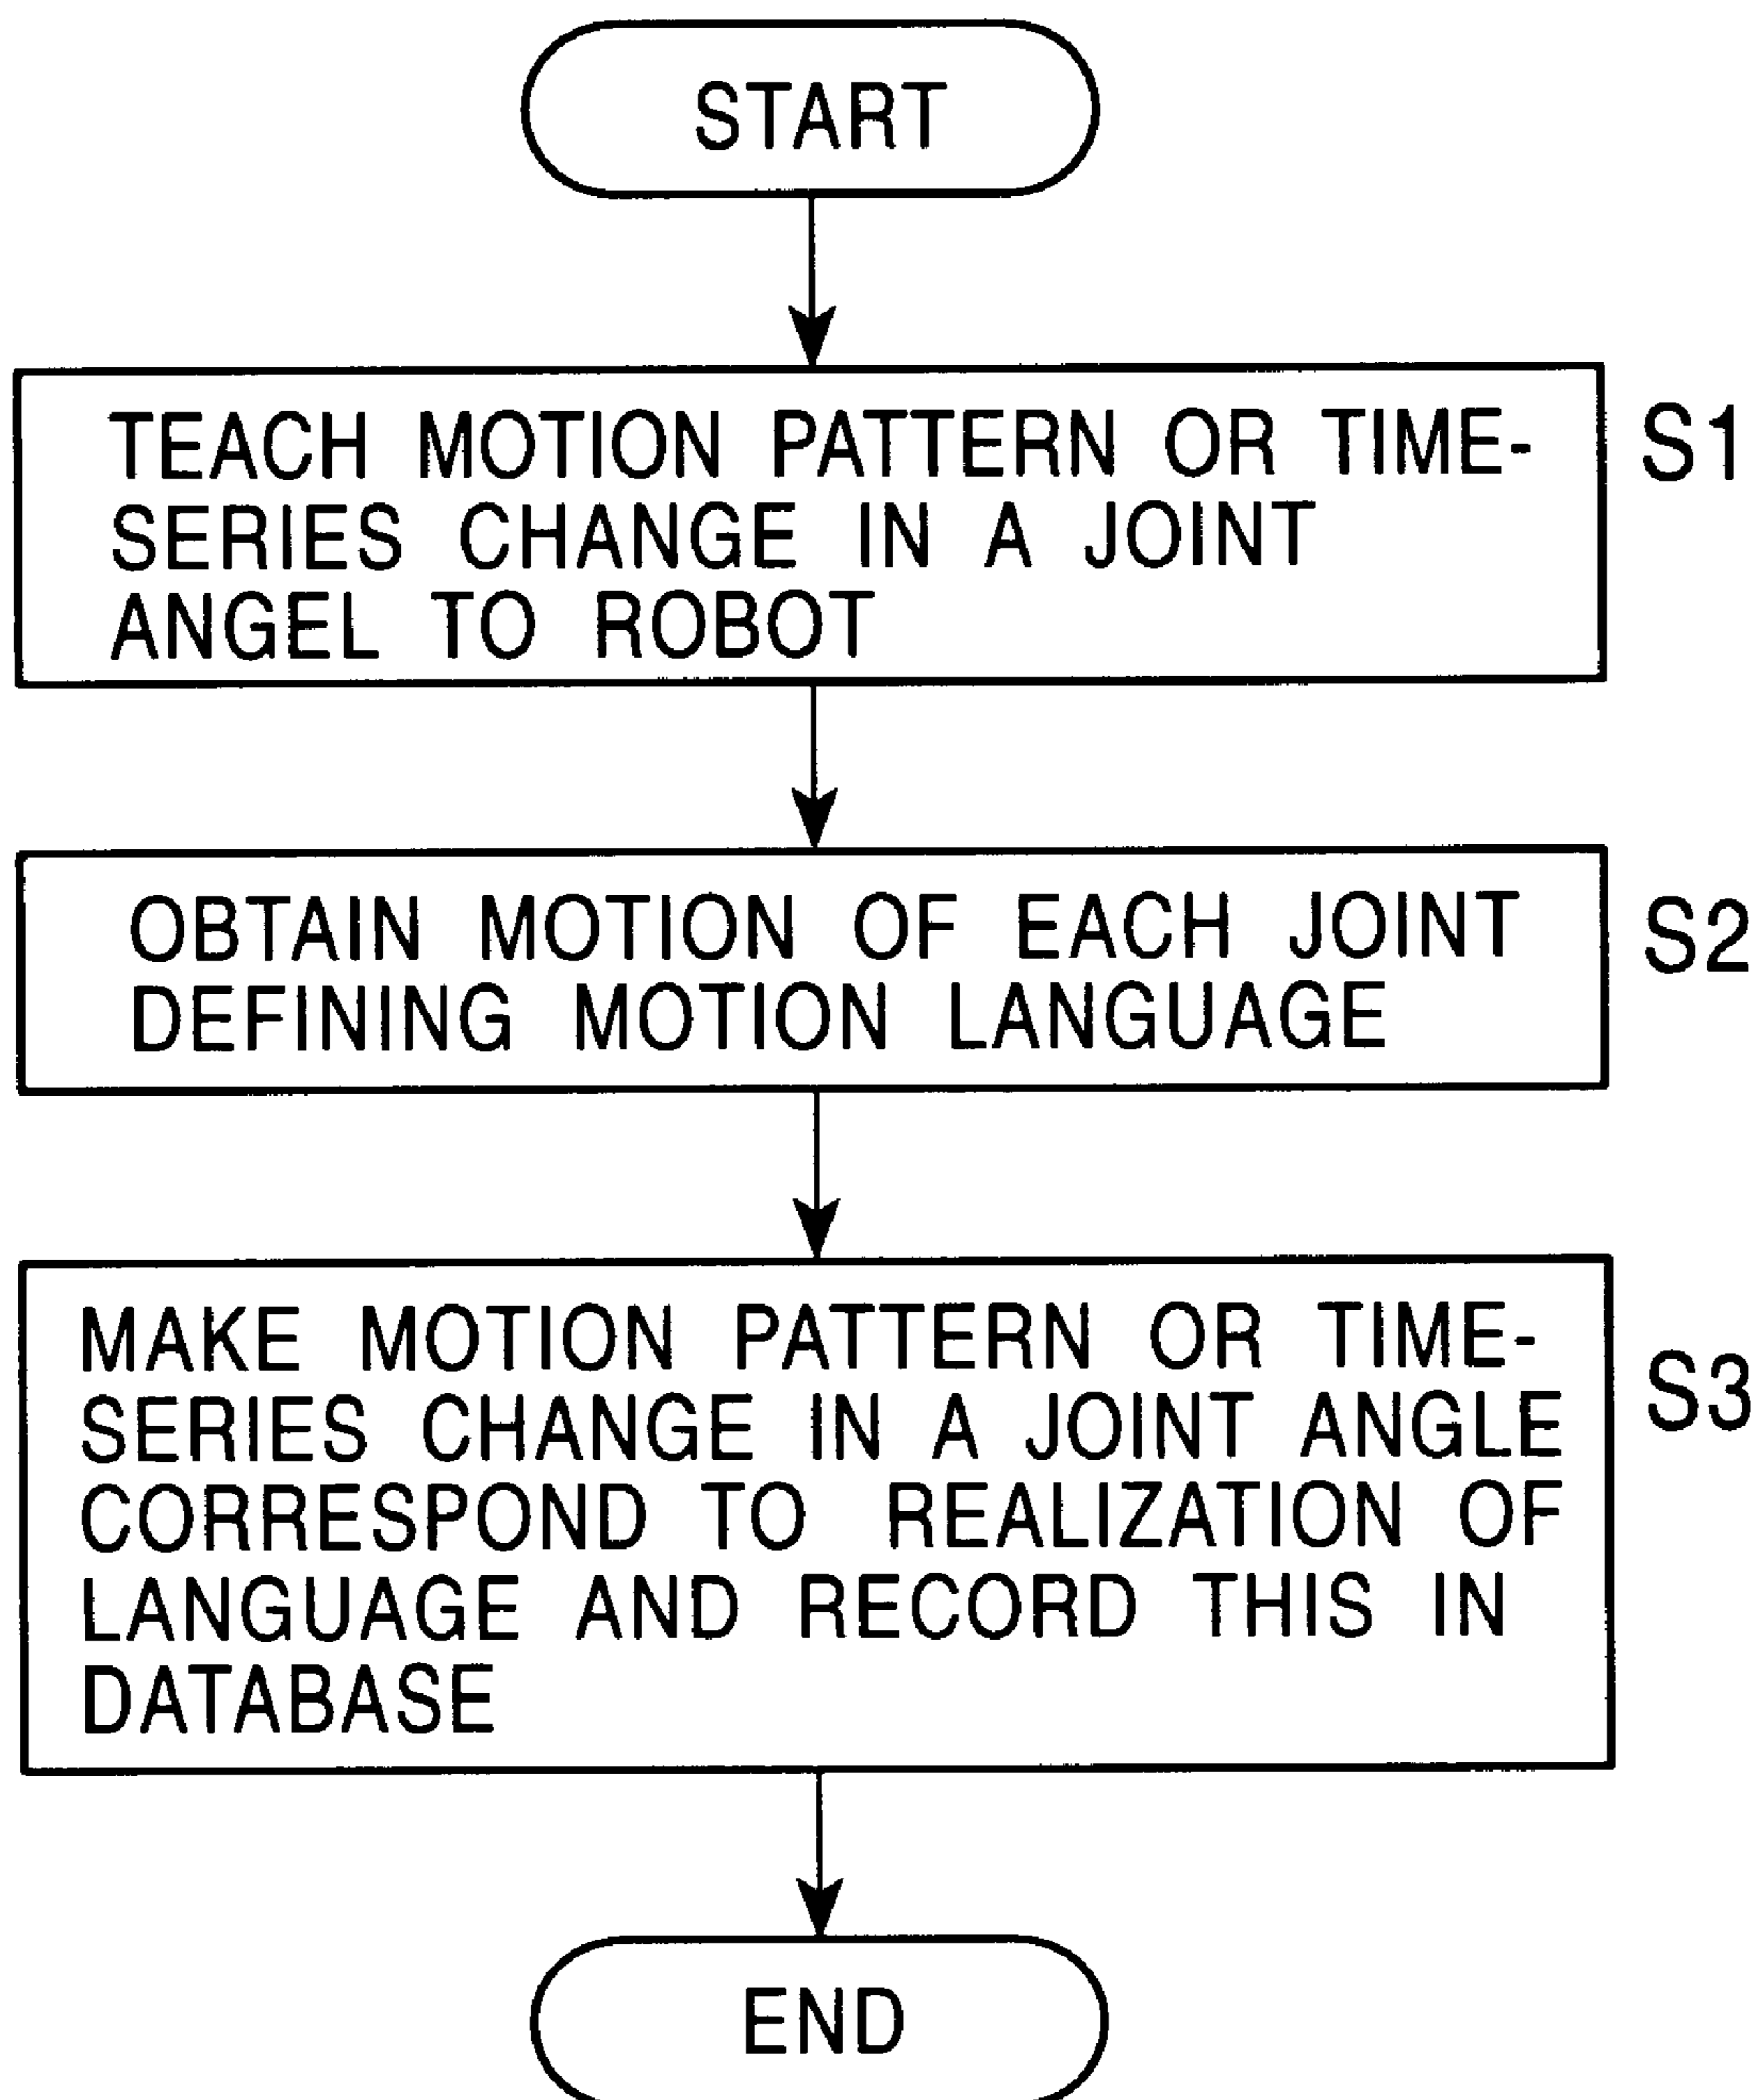 START
TEACH MOTION PATTERN OR TIME-
SERIES CHANGE IN A JOINT
ANGEL TO ROBOT
S1
OBTAIN MOTION OF EACH JOINT
DEFINING MOTION LANGUAGE
S2
MAKE MOTION PATTERN OR TIME-
SERIES CHANGE IN A JOINT ANGLE
CORRESPOND TO REALIZATION OF
LANGUAGE AND RECORD THIS IN
DATABASE
S3
END